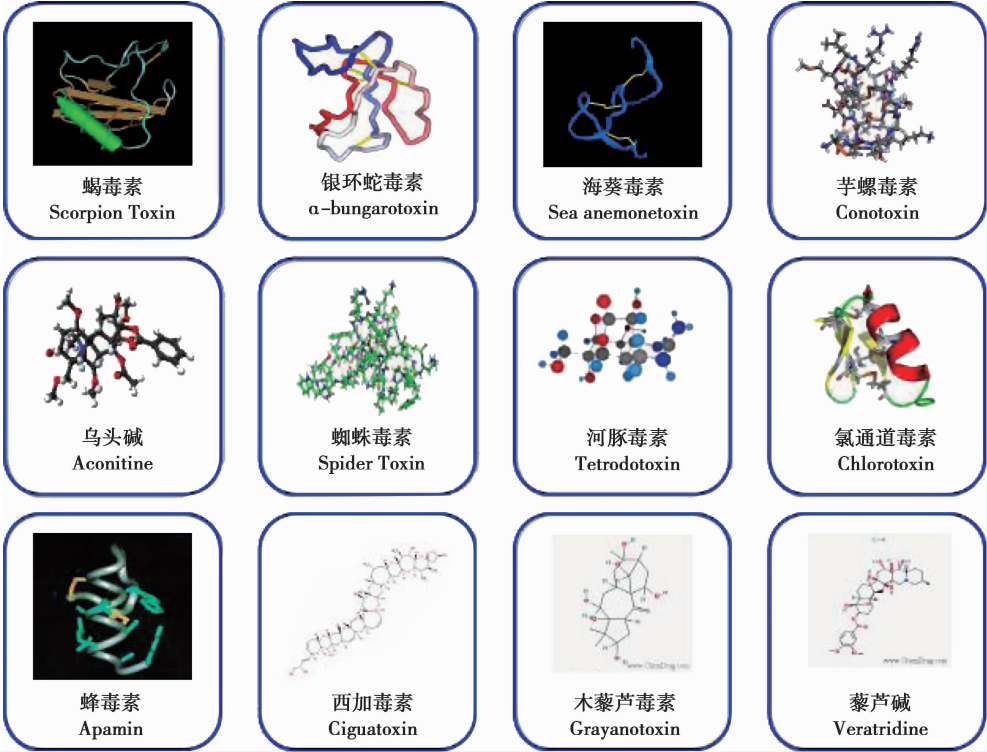 蝎毒素
Scorpion Toxin
银环蛇毒素
α-bungarotoxin
海葵毒素
Sea anemonetoxin
芋螺毒素
Conotoxin
乌头碱
Aconitine
蜘蛛毒素
Spider Toxin
河豚毒素
Tetrodotoxin
氯通道毒素
Chlorotoxin
蜂毒素
Apamin
西加毒素
Ciguatoxin
木藜芦毒素
Grayanotoxin
藜芦碱
Veratridine